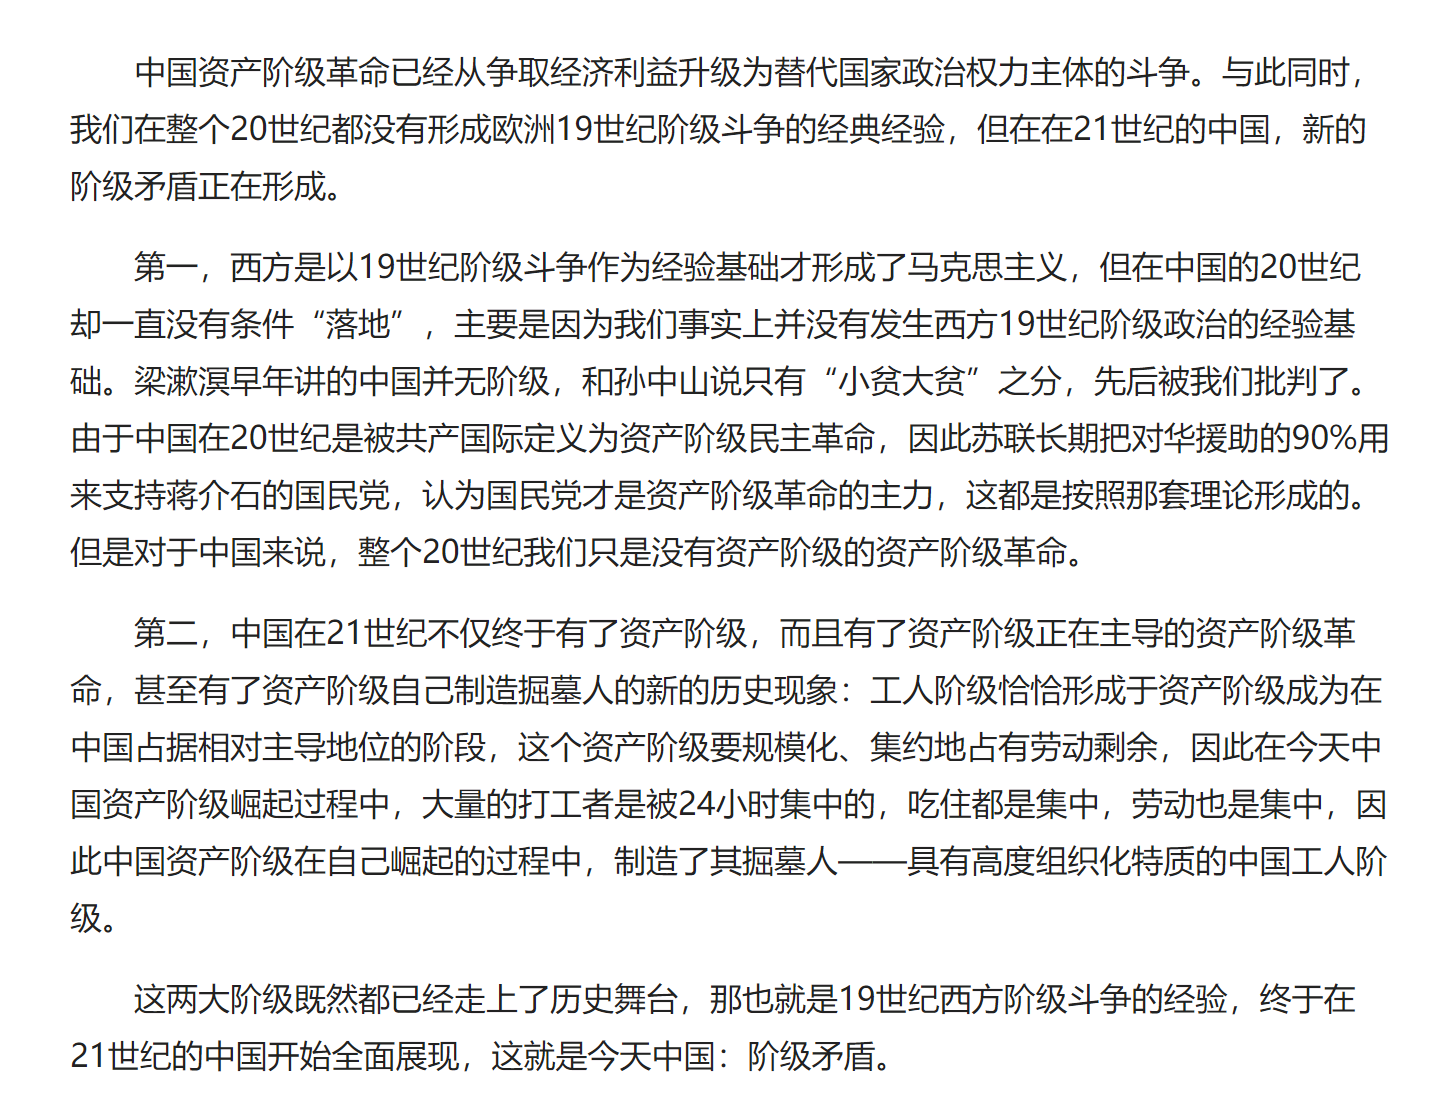 中国资产阶级革命已经从争取经济利益升级为替代国家政治权力主体的斗争。与此同时，
我们在整个20世纪都没有形成欧洲19世纪阶级斗争的经典经验，但在在21世纪的中国，新的
阶级矛盾正在形成。
第一，西方是以19世纪阶级斗争作为经验基础才形成了马克思主义，但在中国的20世纪
却一直没有条件“落地”，主要是因为我们事实上并没有发生西方19世纪阶级政治的经验基
础。梁漱溟早年讲的中国并无阶级，和孙中山说只有“小贫大贫”之分，先后被我们批判了。
由于中国在20世纪是被共产国际定义为资产阶级民主革命，因此苏联长期把对华援助的90%用
来支持蒋介石的国民党，认为国民党才是资产阶级革命的主力，这都是按照那套理论形成的。
但是对于中国来说，整个20世纪我们只是没有资产阶级的资产阶级革命。
第二，中国在21世纪不仅终于有了资产阶级，而且有了资产阶级正在主导的资产阶级革
命，甚至有了资产阶级自己制造掘墓人的新的历史现象：工人阶级恰恰形成于资产阶级成为在
中国占据相对主导地位的阶段，这个资产阶级要规模化、集约地占有劳动剩余，因此在今天中
国资产阶级崛起过程中，大量的打工者是被24小时集中的，吃住都是集中，劳动也是集中，因
此中国资产阶级在自己崛起的过程中，制造了其掘墓人——具有高度组织化特质的中国工人阶
级。
这两大阶级既然都已经走上了历史舞台，那也就是19世纪西方阶级斗争的经验，终于在
21世纪的中国开始全面展现，这就是今天中国：阶级矛盾。